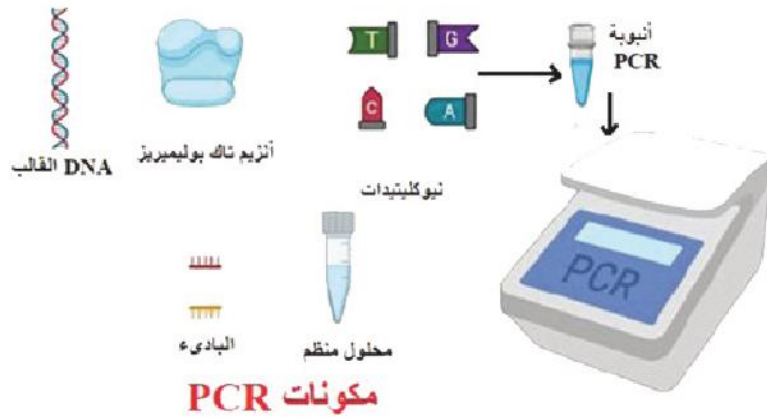 أنبوبة
PCR
T
G
C
A
DNA القالب
أنزيم تاك بوليميريز
نيوكليتيدات
البادىء
محلول منظم
PCR
مكونات PCR